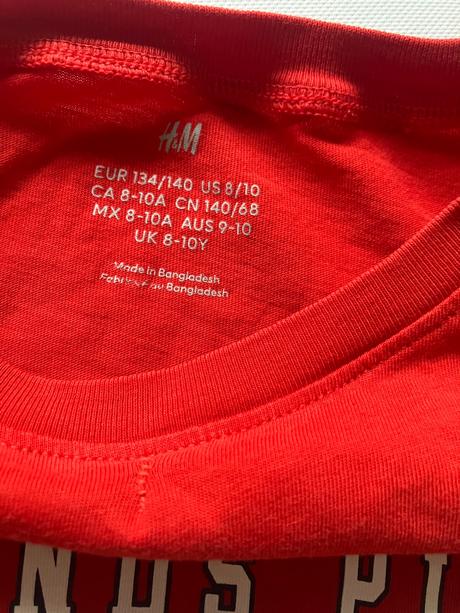 H&M
EUR 134/140 US 8/10
CA 8-10A CN 140/68
MX 8-10A AUS 9-10
UK 8-10Y
Made in Bangladesh
au Bangladesh